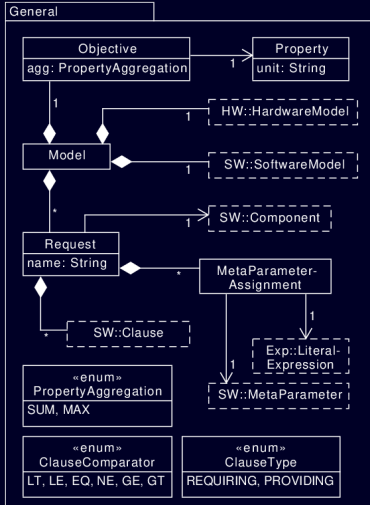 General
Objective
agg: PropertyAggregation
1
Property
unit: String
1
1
HW::HardwareModel
Model
1
SW::SoftwareModel
*
1
SW::Component
Request
name: String
*
MetaParameter-
Assignment
*
SW::Clause
1
Exp::Literal-
Expression
1
SW::MetaParameter
«enum»
PropertyAggregation
SUM, MAX
«enum»
ClauseComparator
LT, LE, EQ, NE, GE, GT
«enum»
ClauseType
REQUIRING, PROVIDING